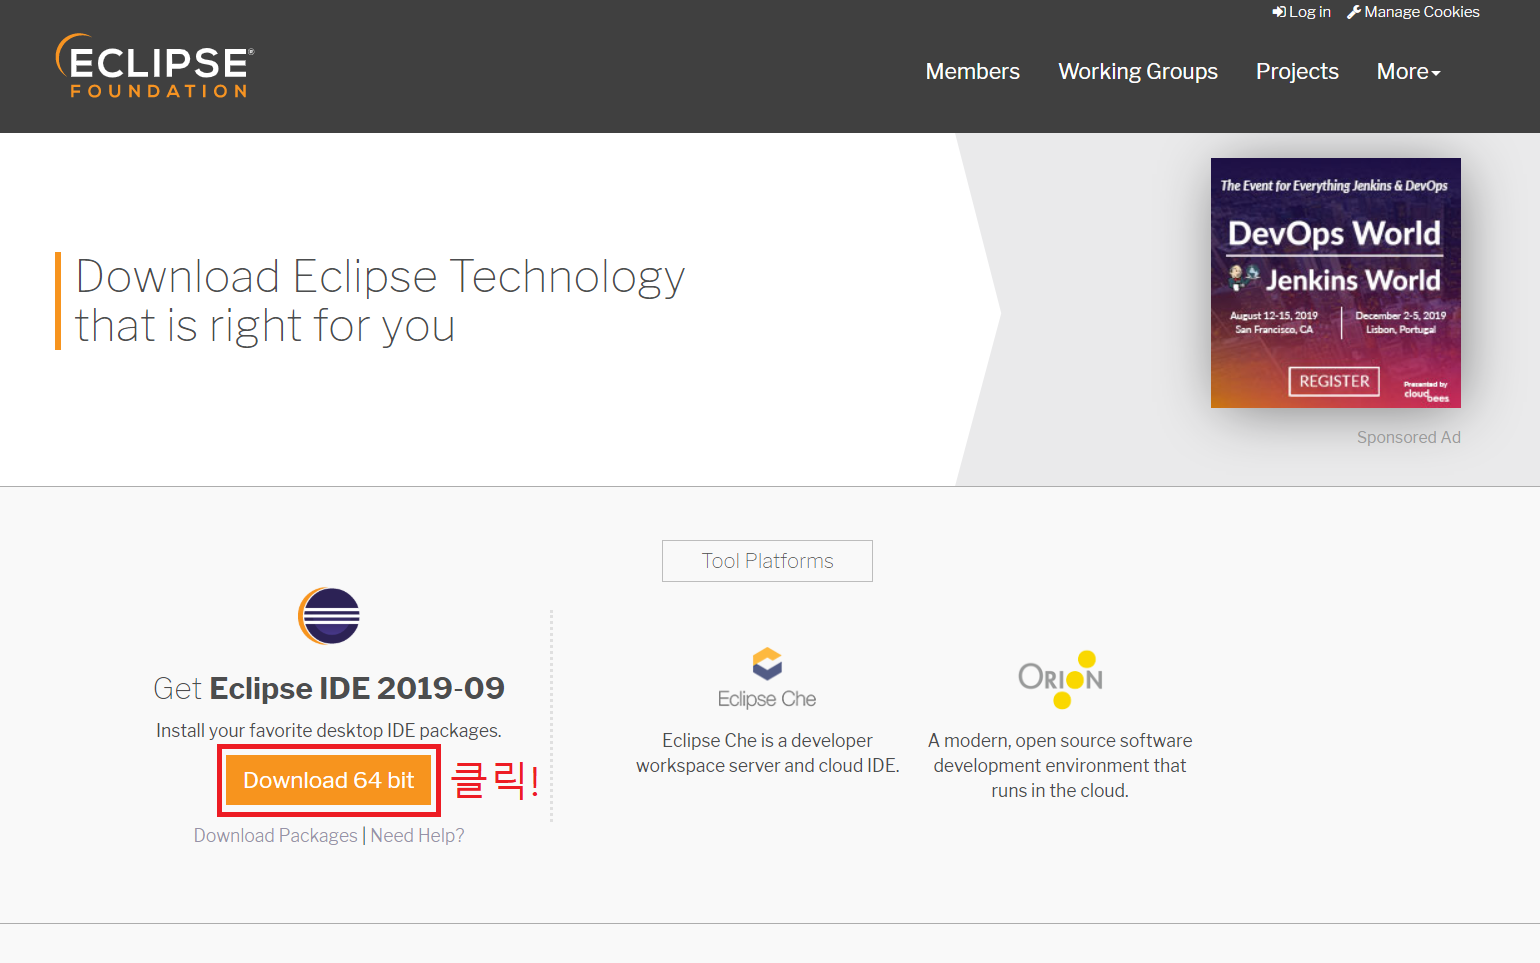 Log in Manage Cookies
ECLIPSE®
FOUNDATION
Members Working Groups Projects More
The Event for Everything Jenkins & DevOps
DevOps World
Jenkins World
August 12-15, 2019
San Francisco, CA
December 2-5, 2019
Lisbon, Portugal
REGISTER
Presented by
cloudbees
Sponsored Ad
Download Eclipse Technology
that is right for you
Tool Platforms
Get Eclipse IDE 2019-09
Install your favorite desktop IDE packages.
Download 64 bit 클릭!
Download Packages | Need Help?
Eclipse Che
Eclipse Che is a developer
workspace server and cloud IDE.
ORION
A modern, open source software
development environment that
runs in the cloud.